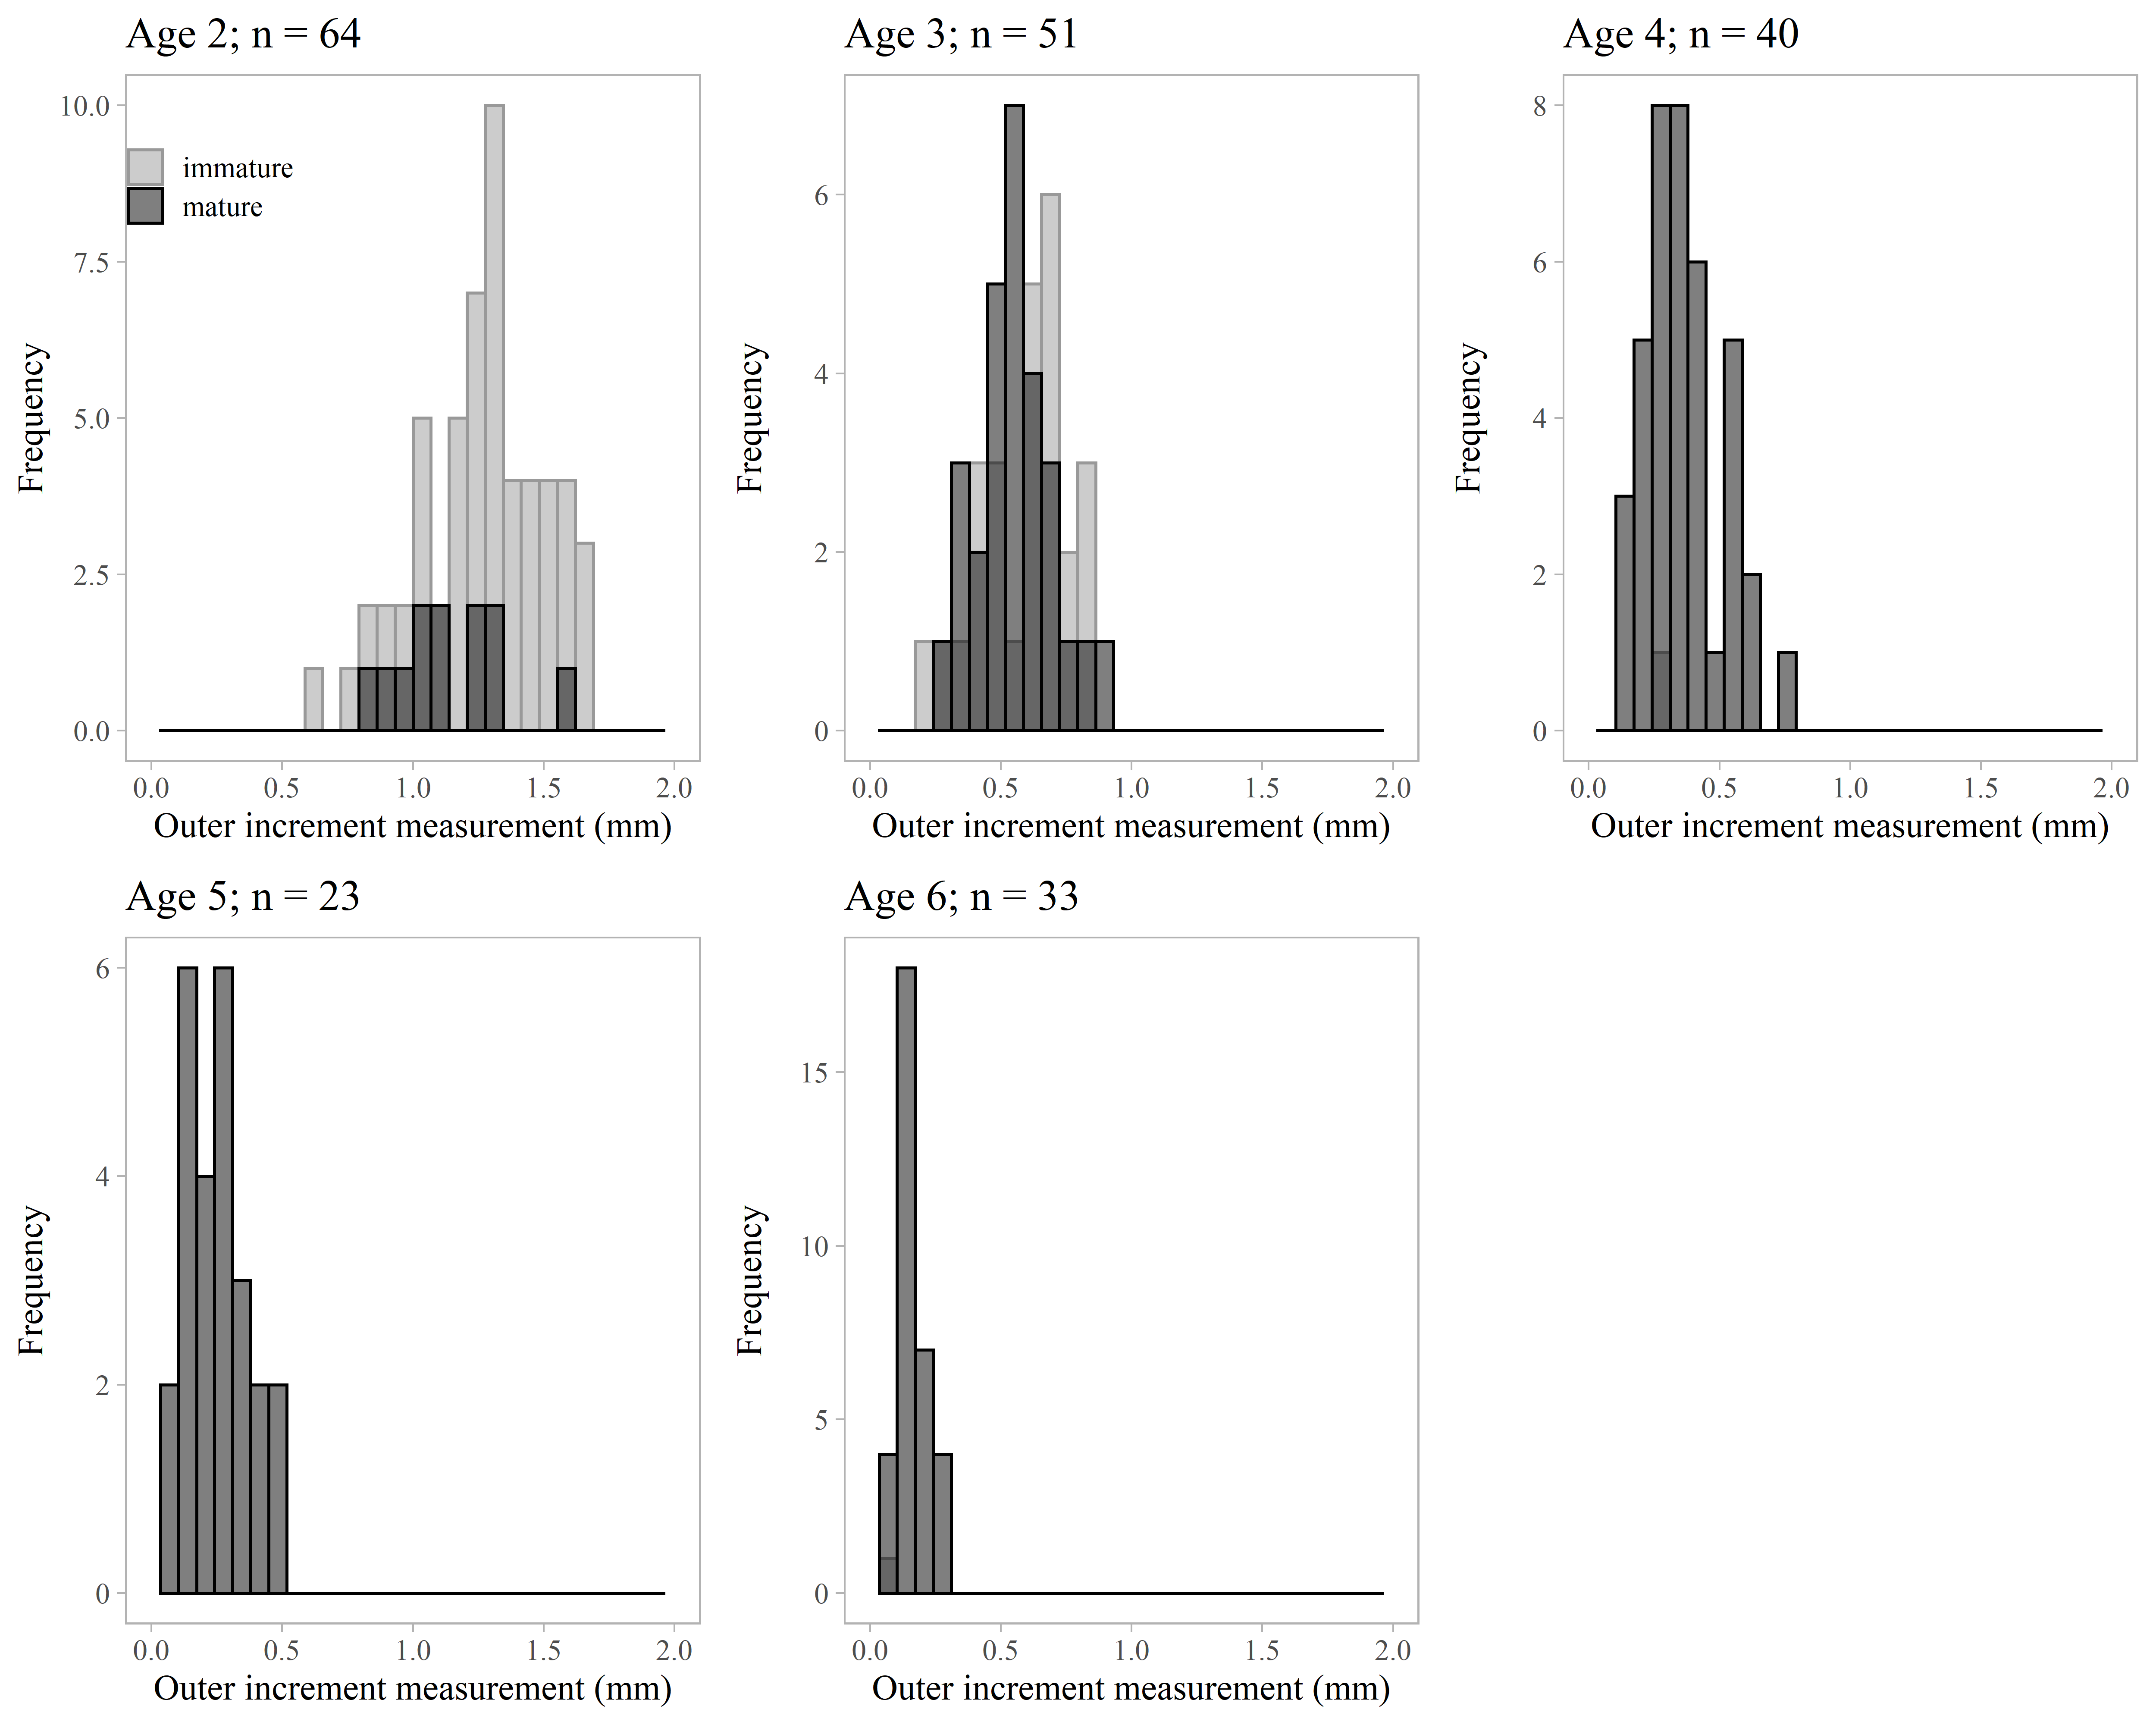 Age 2; n = 64
Frequency
10.0
7.5
5.0
2.5
0.0
immature
mature
0.0 0.5 1.0 1.5 2.0
Outer increment measurement (mm)
Age 3; n = 51
Frequency
6
4
2
0
0.0 0.5 1.0 1.5 2.0
Outer increment measurement (mm)
Age 4; n = 40
Frequency
8
6
4
2
0
0.0 0.5 1.0 1.5 2.0
Outer increment measurement (mm)
Age 5; n = 23
Frequency
6
4
2
0
0.0 0.5 1.0 1.5 2.0
Outer increment measurement (mm)
Age 6; n = 33
Frequency
15
10
5
0
0.0 0.5 1.0 1.5 2.0
Outer increment measurement (mm)